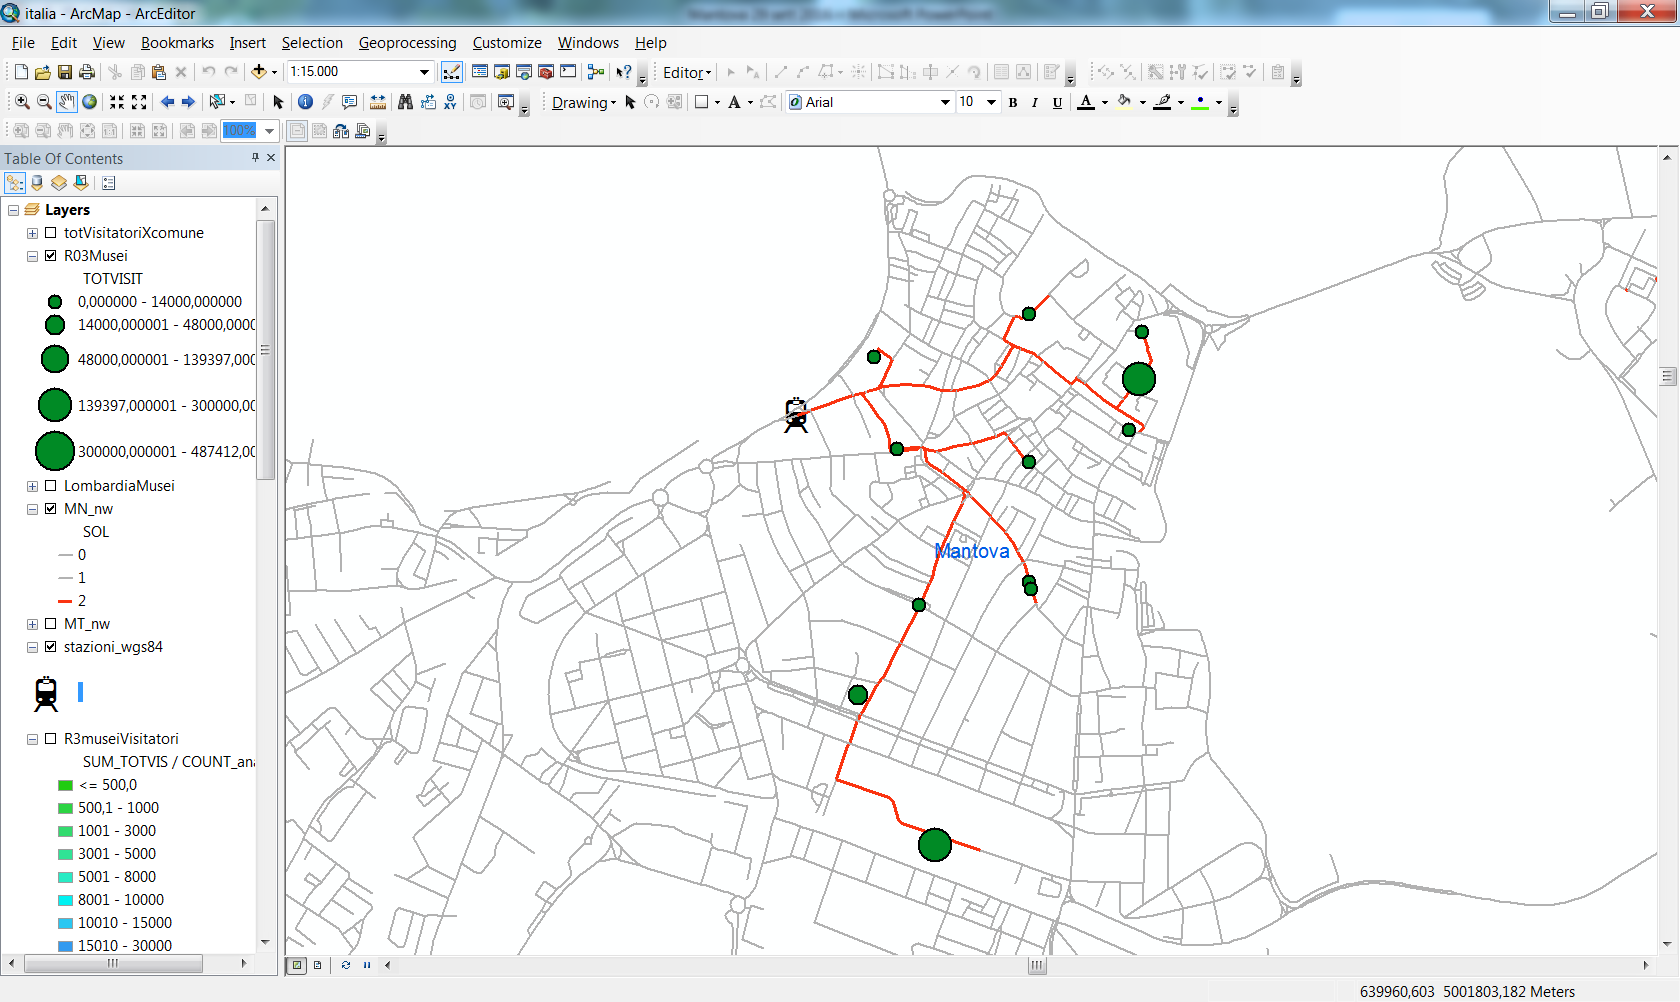 italia - ArcMap - ArcEditor
File Edit View Bookmarks Insert Selection Geoprocessing Customize Windows Help
1:15.000
Editor
Drawing
A
Arial
10
B I U A
100%
Table Of Contents
Layers
totVisitatoriXcomune
R03Musei
TOTVISIT
0,000000 - 14000,000000
14000,000001 - 48000,0000
48000,000001 - 139397,000
139397,000001 - 300000,00
300000,000001 - 487412,00
LombardiaMusei
MN_nw
SOL
0
1
2
MT_nw
stazioni_wgs84
R3museiVisitatori
SUM_TOTVIS / COUNT_ana
<= 500,0
500,1 - 1000
1001 - 3000
3001 - 5000
5001 - 8000
8001 - 10000
10010 - 15000
15010 - 30000
Mantova
639960,603 5001803,182 Meters